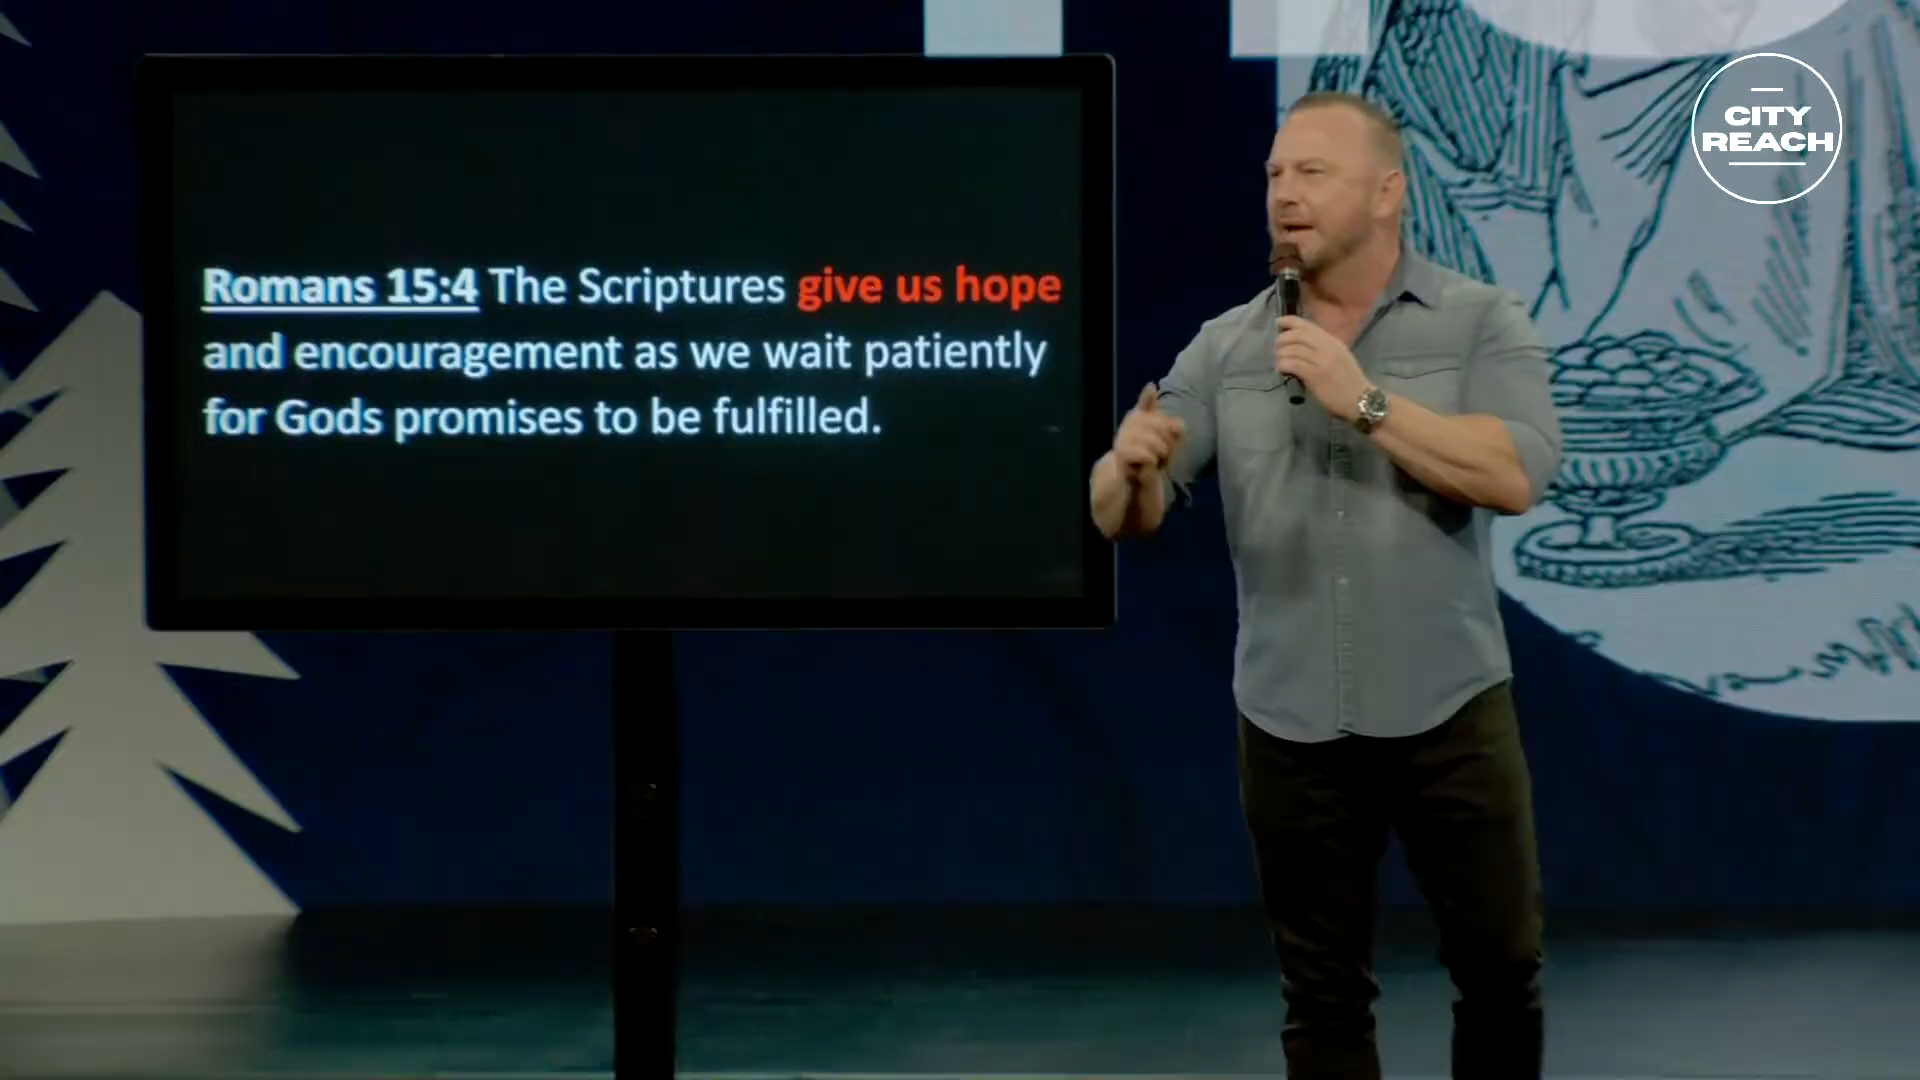 Romans 15:4 The Scriptures give us hope
and encouragement as we wait patiently
for Gods promises to be fulfilled.
CITY
REACH